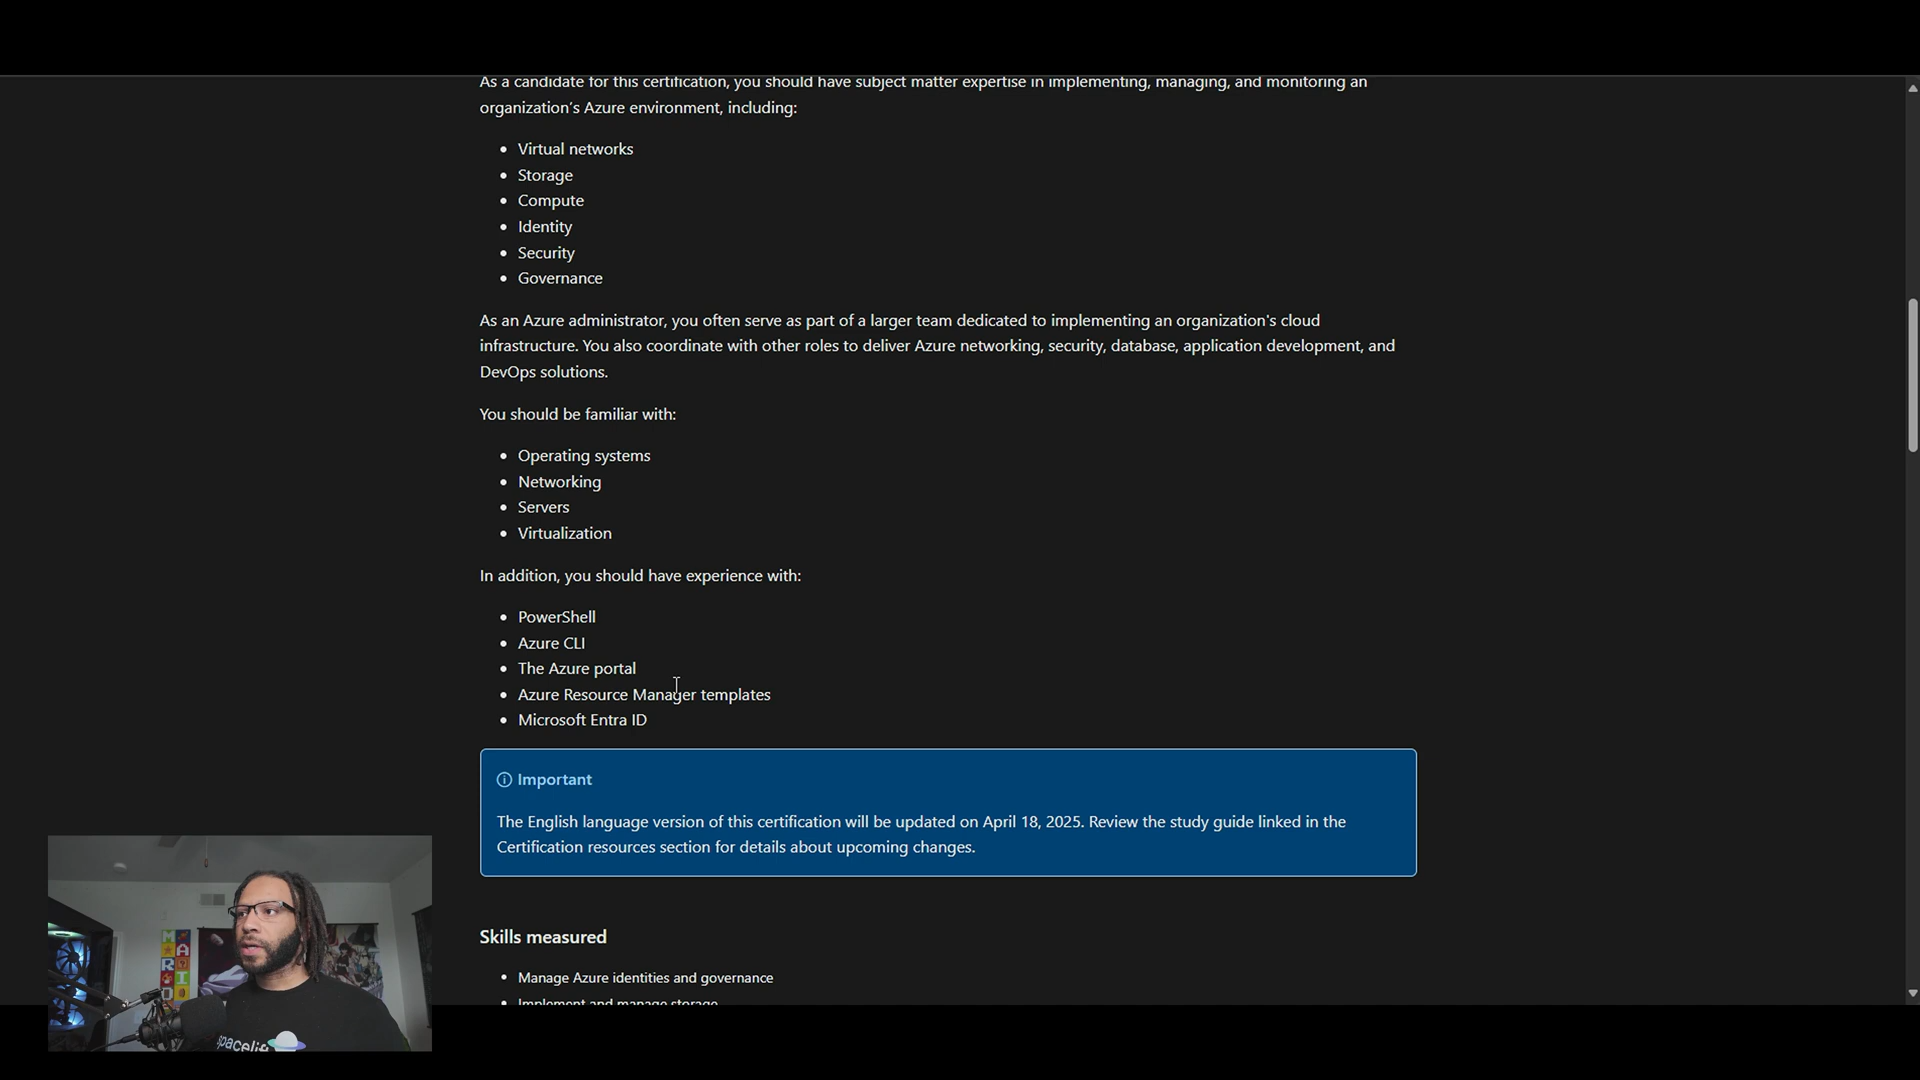 As a candidate for this certification, you should have subject matter expertise in implementing, managing, and monitoring an
organization's Azure environment, including:
Virtual networks
Storage
Compute
Identity
Security
Governance
As an Azure administrator, you often serve as part of a larger team dedicated to implementing an organization's cloud
infrastructure. You also coordinate with other roles to deliver Azure networking, security, database, application development, and
DevOps solutions.
You should be familiar with:
Operating systems
Networking
Servers
Virtualization
In addition, you should have experience with:
PowerShell
Azure CLI
The Azure portal
Azure Resource Manager templates
Microsoft Entra ID
Important
The English language version of this certification will be updated on April 18, 2025. Review the study guide linked in the
Certification resources section for details about upcoming changes.
Skills measured
Manage Azure identities and governance
Implement and manage storage
MARIO
spacelift